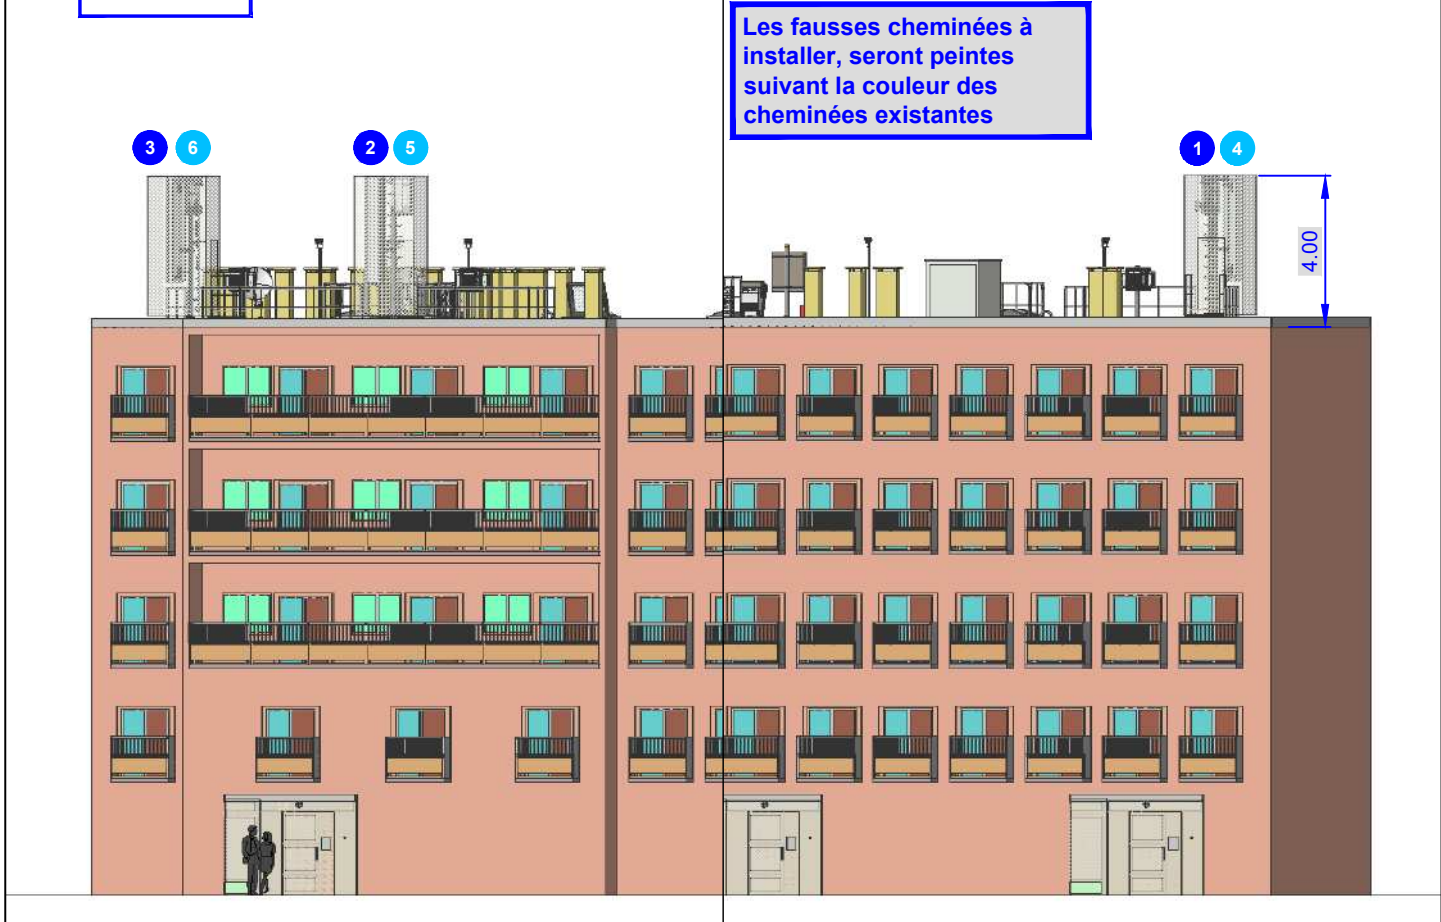 Les fausses cheminées à
installer, seront peintes
suivant la couleur des
cheminées existantes
3 6
2 5
1 4
4.00